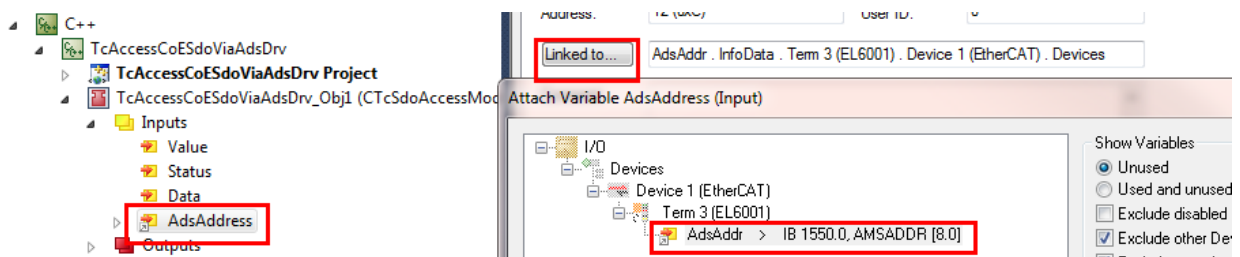 C++
TcAccessCoESdoViaAdsDrv
TcAccessCoESdoViaAdsDrv Project
TcAccessCoESdoViaAdsDrv_Obj1 (CTcSdoAccessMod
Inputs
Value
Status
Data
AdsAddress
Outputs
Address:
User ID:
Linked to...
AdsAddr . InfoData . Term 3 (EL6001) . Device 1 (EtherCAT) . Devices
Attach Variable AdsAddress (Input)
I/O
Devices
Device 1 (EtherCAT)
Term 3 (EL6001)
AdsAddr > IB 1550.0, AMSADDR [8.0]
Show Variables
Unused
Used and unused
Exclude disabled
Exclude other De